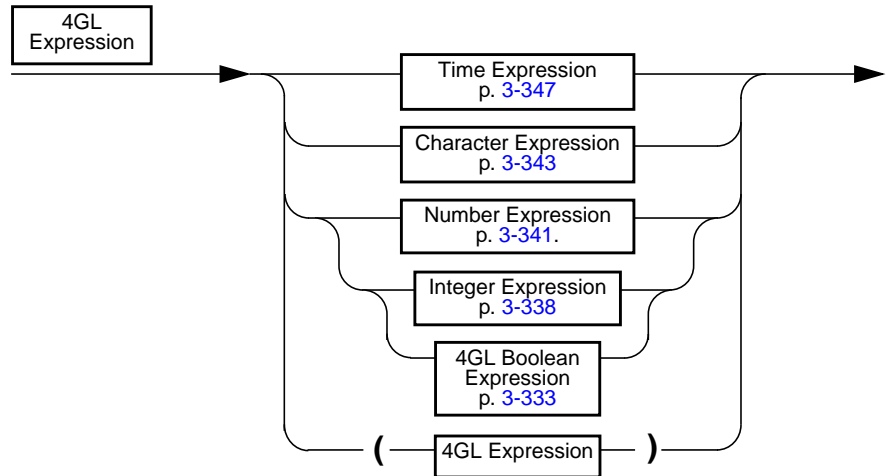 4GL
Expression
Time Expression
p. 3-347
Character Expression
p. 3-343
Number Expression
p. 3-341.
Integer Expression
p. 3-338
4GL Boolean
Expression
p. 3-333
( 4GL Expression )